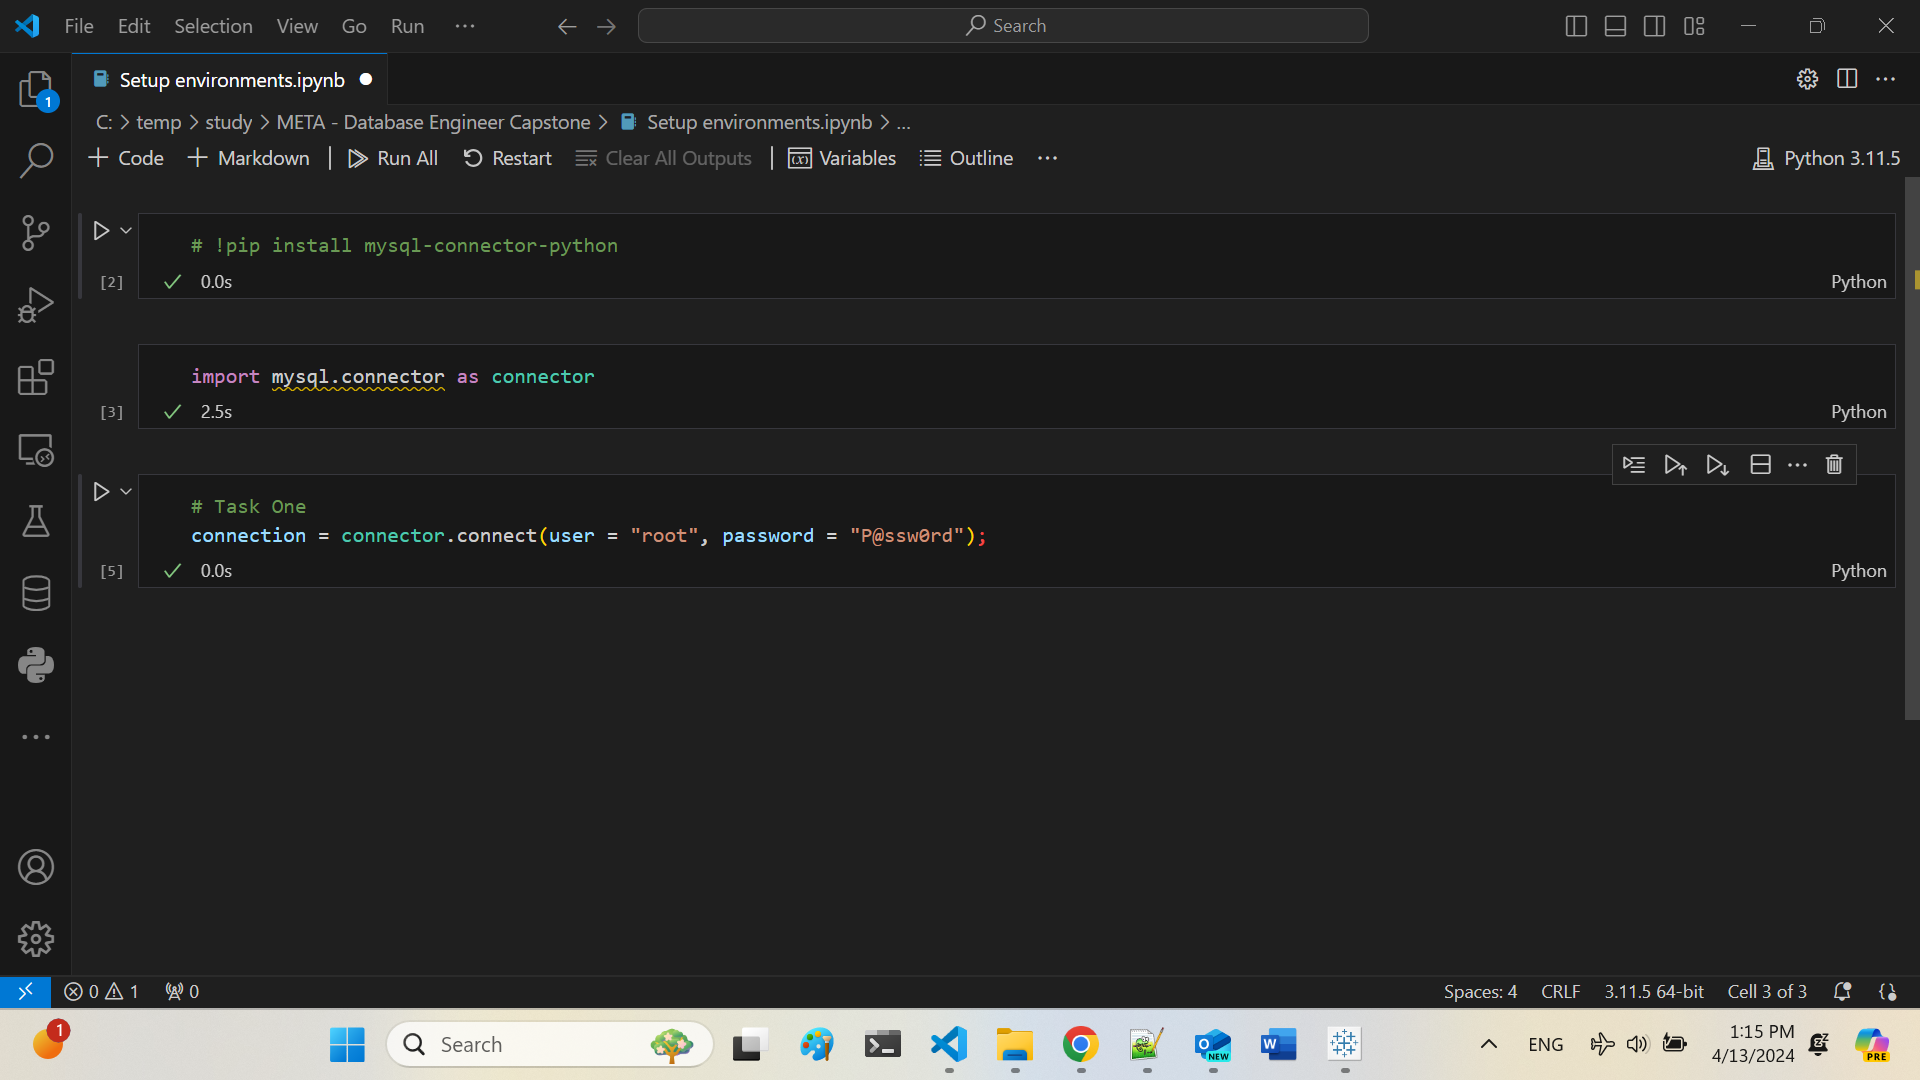 File Edit Selection View Go Run ··· Search
Setup environments.ipynb
C: > temp > study > META - Database Engineer Capstone > Setup environments.ipynb > ...
+ Code + Markdown | Run All Restart Clear All Outputs | (x) Variables Outline ··· Python 3.11.5
1
# !pip install mysql-connector-python
[2] 0.0s Python
import mysql.connector as connector
[3] 2.5s Python
# Task One
connection = connector.connect(user = "root", password = "P@ssw0rd");
[5] 0.0s Python
0 1 0 Spaces: 4 CRLF 3.11.5 64-bit Cell 3 of 3
1 Search NEW W ENG 1:15 PM
4/13/2024 PRE